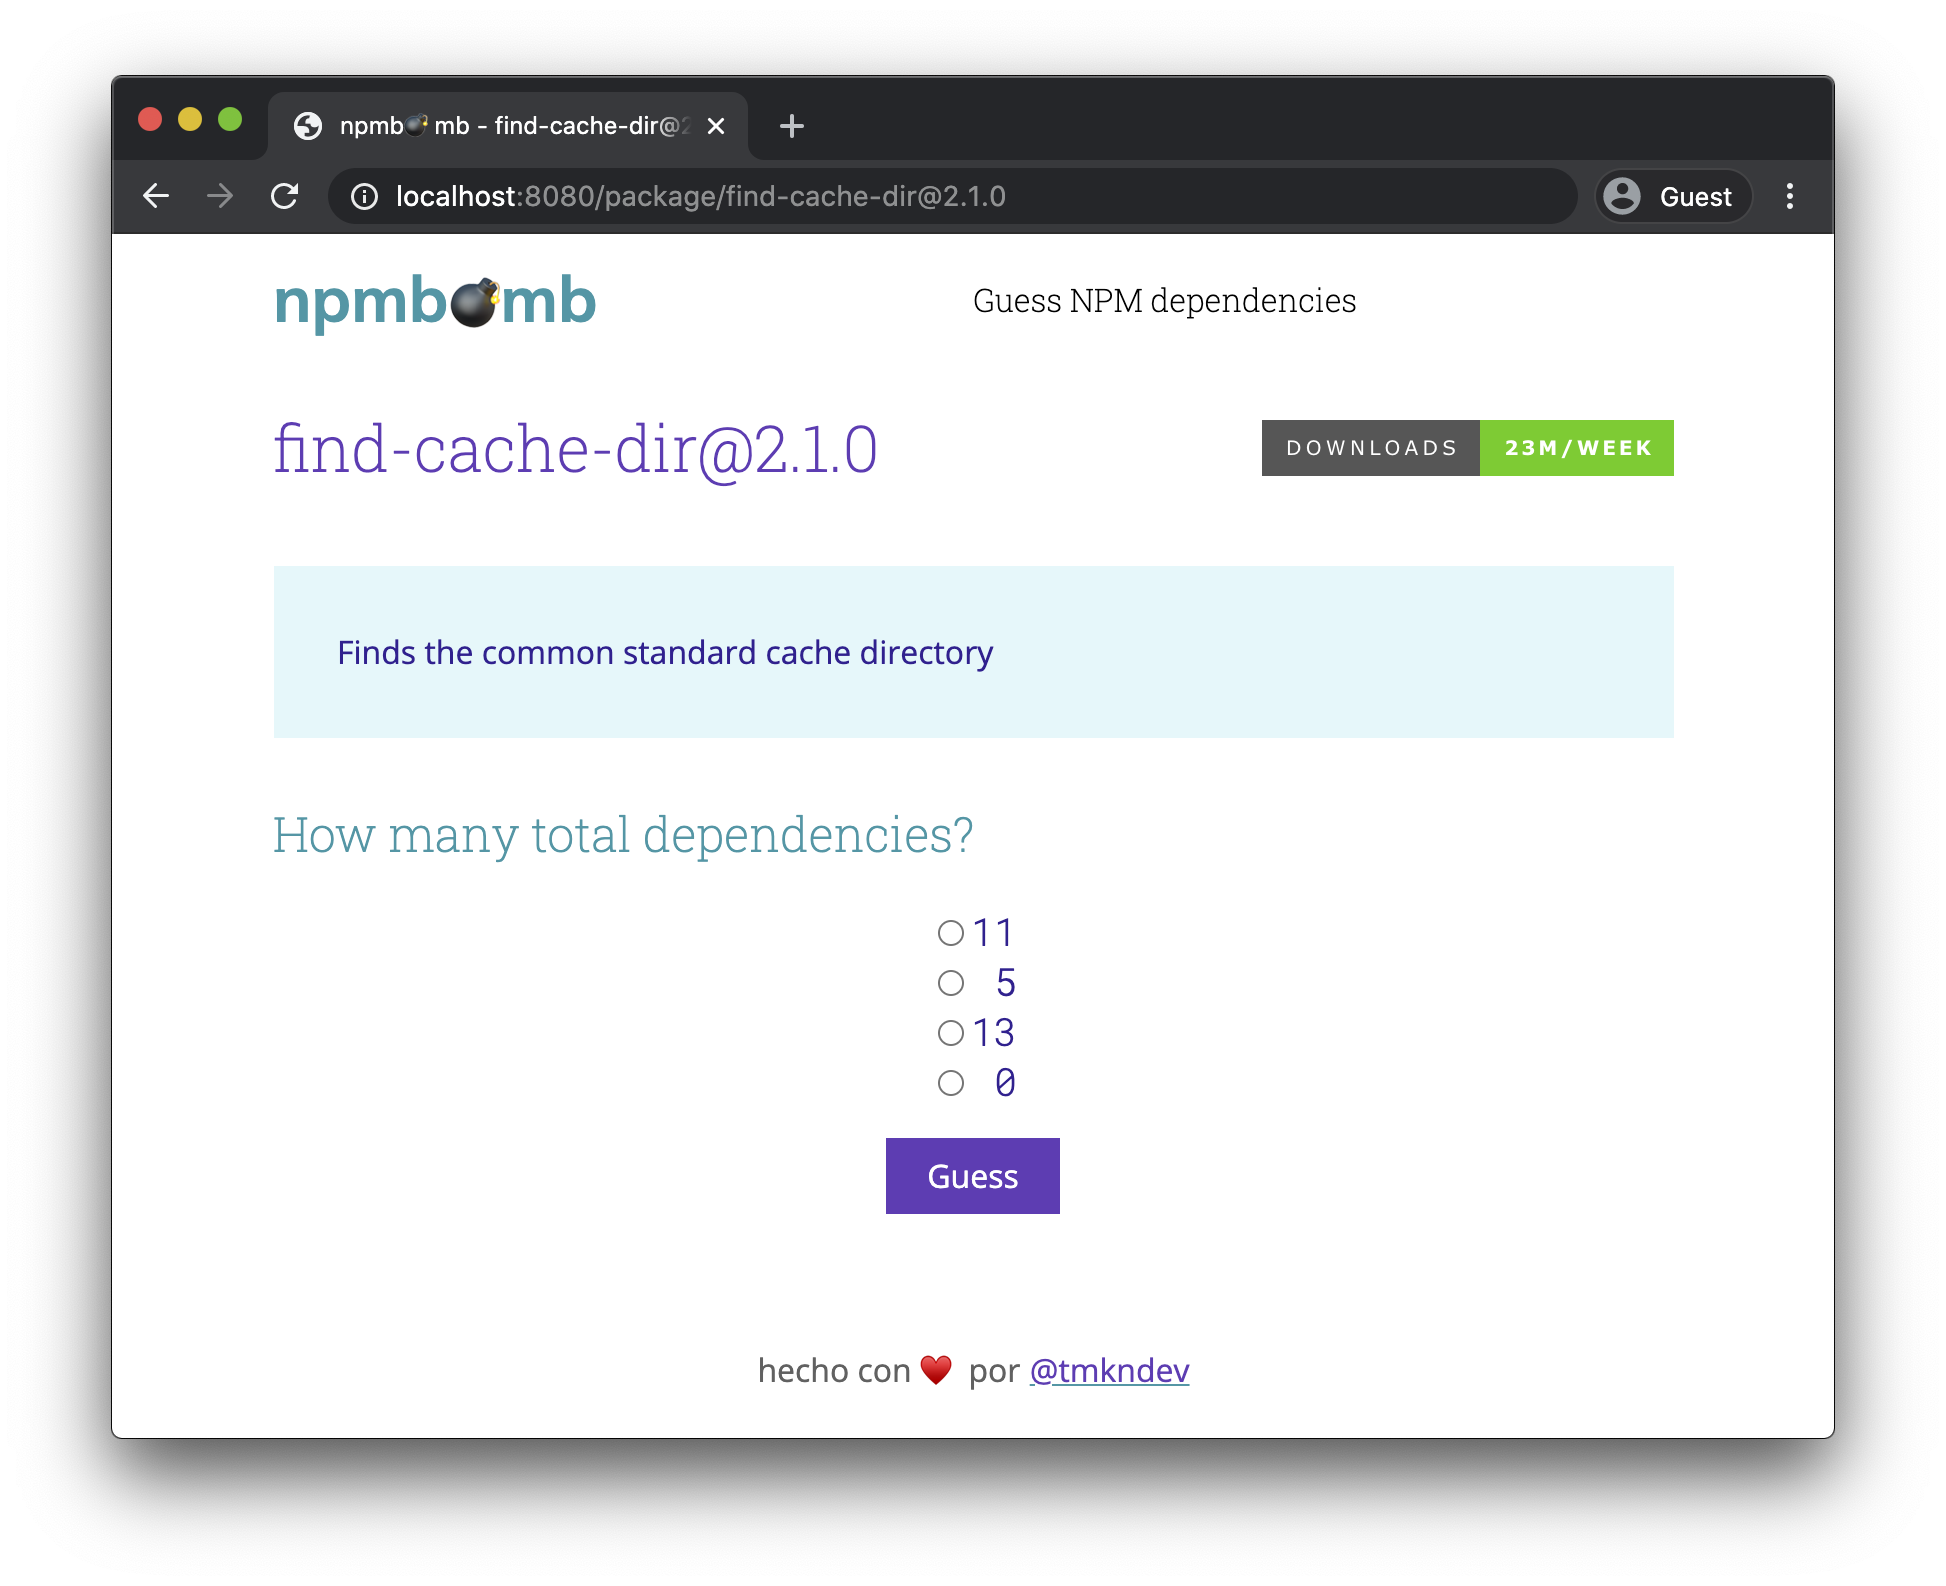 npmb💣mb - find-cache-dir@2
localhost:8080/package/find-cache-dir@2.1.0
Guest
npmb💣mb
Guess NPM dependencies
find-cache-dir@2.1.0
DOWNLOADS 23M/WEEK
Finds the common standard cache directory
How many total dependencies?
11
5
13
0
Guess
hecho con ♥ por @tmkndev